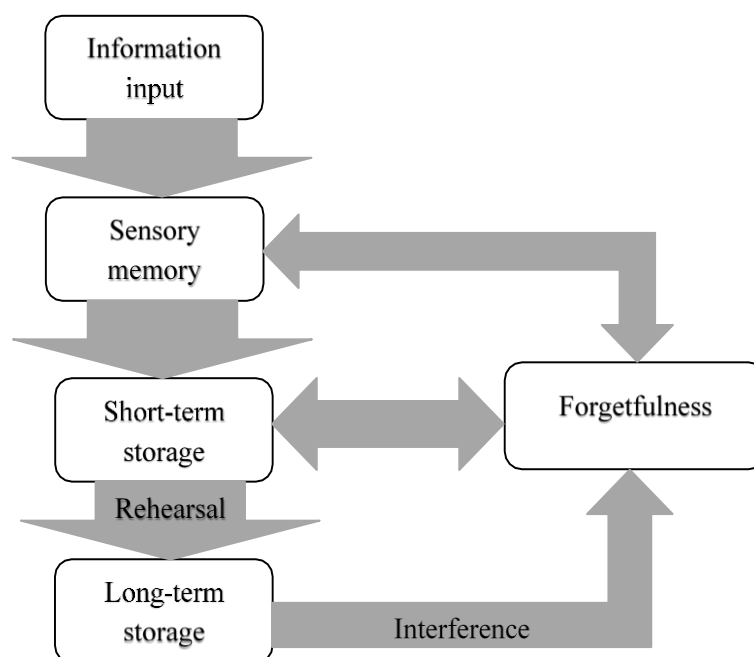 Information
input
Sensory
memory
Short-term
storage
Forgetfulness
Rehearsal
Long-term
storage
Interference